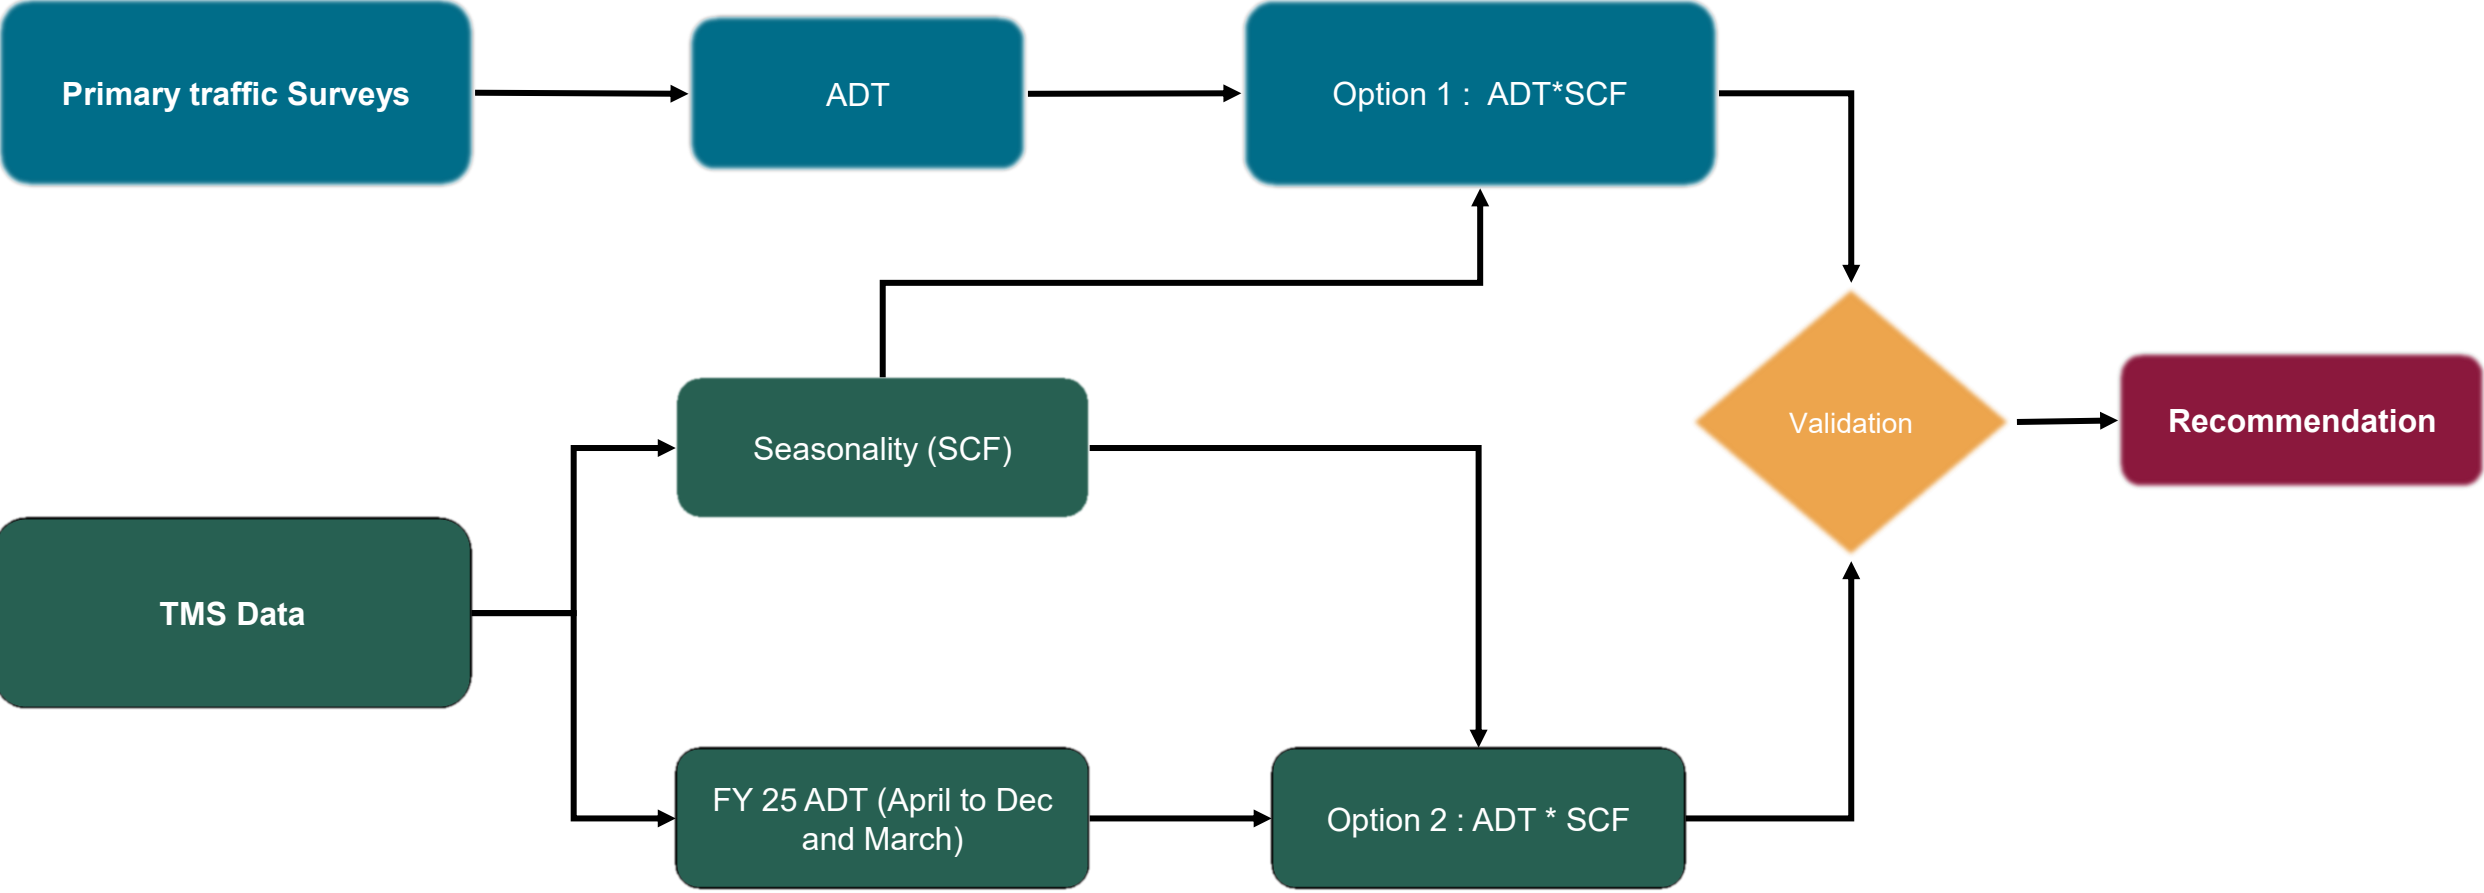 Primary traffic Surveys
ADT
Option 1 :  ADT*SCF
Validation
Recommendation
Seasonality (SCF)
TMS Data
FY 25 ADT (April to Dec
and March)
Option 2 : ADT * SCF